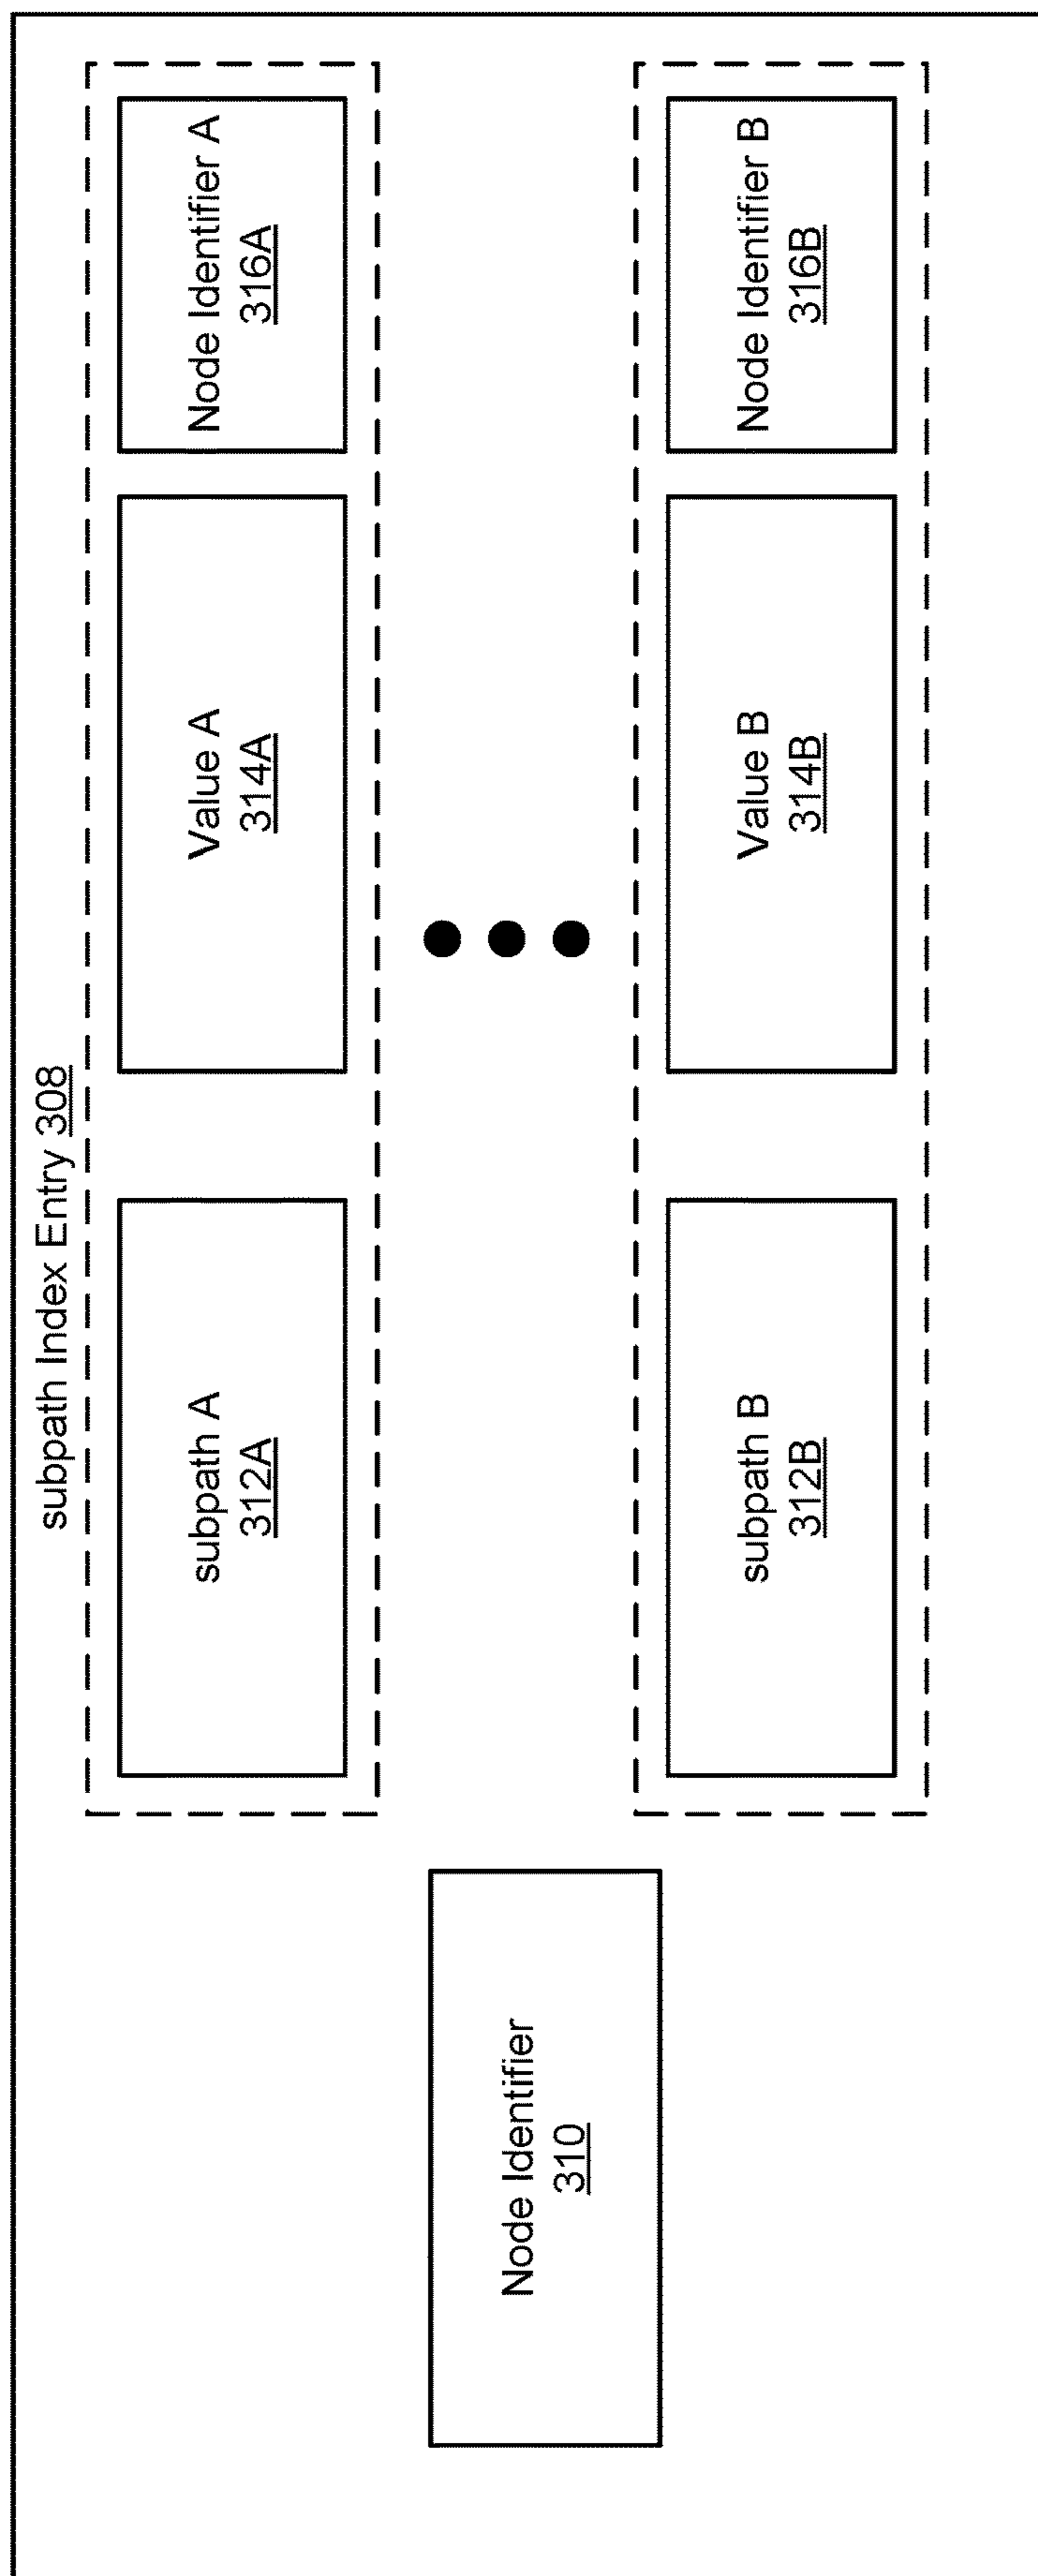 subpath Index Entry 308
subpath A
312A
Value A
314A
Node Identifier A
316A
Node Identifier
310
subpath B
312B
Value B
314B
Node Identifier B
316B